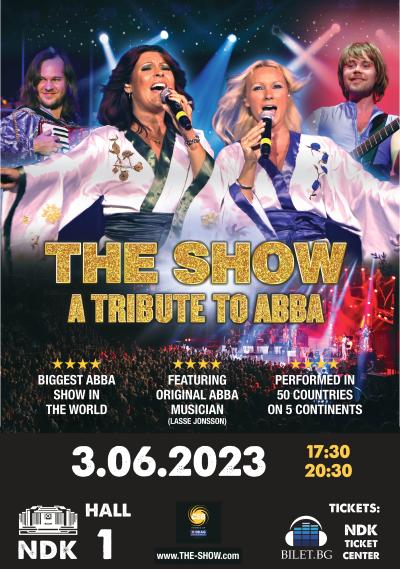 THE SHOW
A TRIBUTE TO ABBA
BIGGEST ABBA
SHOW IN
THE WORLD
FEATURING
ORIGINAL ABBA
MUSICIAN
(LASSE JONSSON)
PERFORMED IN
50 COUNTRIES
ON 5 CONTINENTS
3.06.2023
17:30
20:30
NDK
HALL
1
www.THE-SHOW.com
TICKETS:
BILET.BG
NDK
TICKET
CENTER